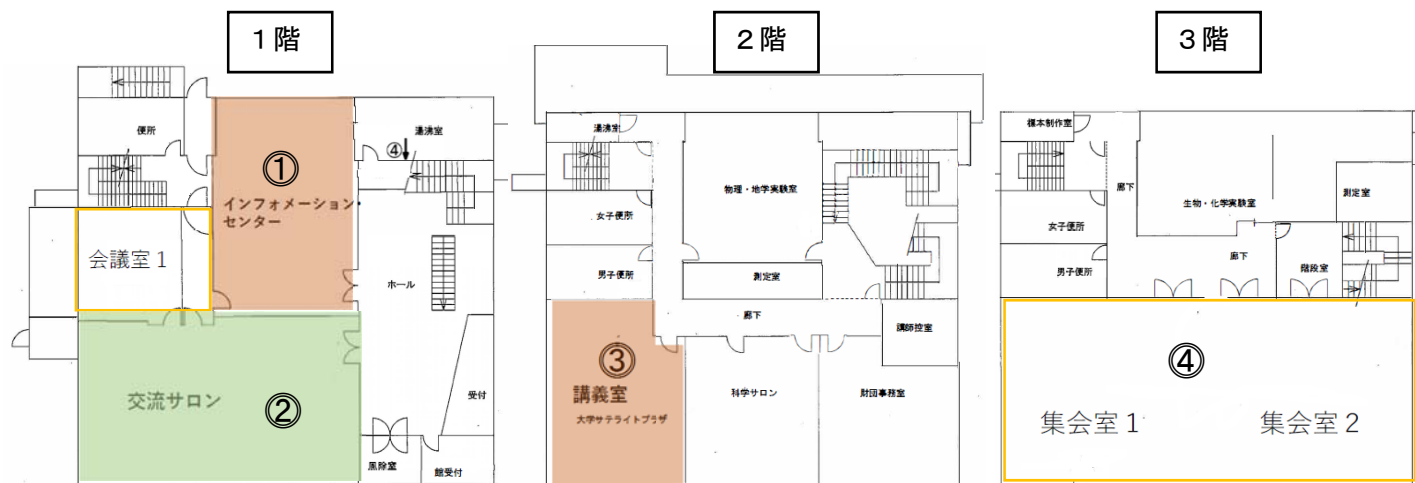 1階
便所
湯沸室
④
①
インフォメーション・
センター
会議室1
ホール
交流サロン
②
受付
風除室
館受付
2階
湯沸室
物理・地学実験室
女子便所
男子便所
測定室
廊下
講師控室
③
講義室
大学サテライトプラザ
科学サロン
財団事務室
3階
標本制作室
廊下
測定室
生物・化学実験室
女子便所
廊下
男子便所
階段室
④
集会室1
集会室2